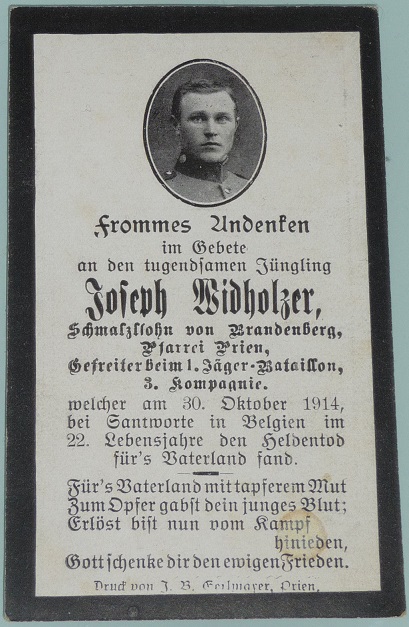 Frommes Andenken
im Gebete
an den tugendsamen Jüngling
Joseph Widholzer,
Schmalzlsohn von Brandenberg,
Pfarrei Prien,
Gefreiter beim 1. Jäger-Bataillon,
3. Kompagnie.
welcher am 30. Oktober 1914,
bei Santworte in Belgien im
22. Lebensjahre den Heldentod
für's Vaterland fand.
Für's Vaterland mit tapferem Mut
Zum Opfer gabst dein junges Blut;
Erlöst bist nun vom Kampf
hinieden,
Gott schenke dir den ewigen Frieden.
Druck von J. B. Prien.